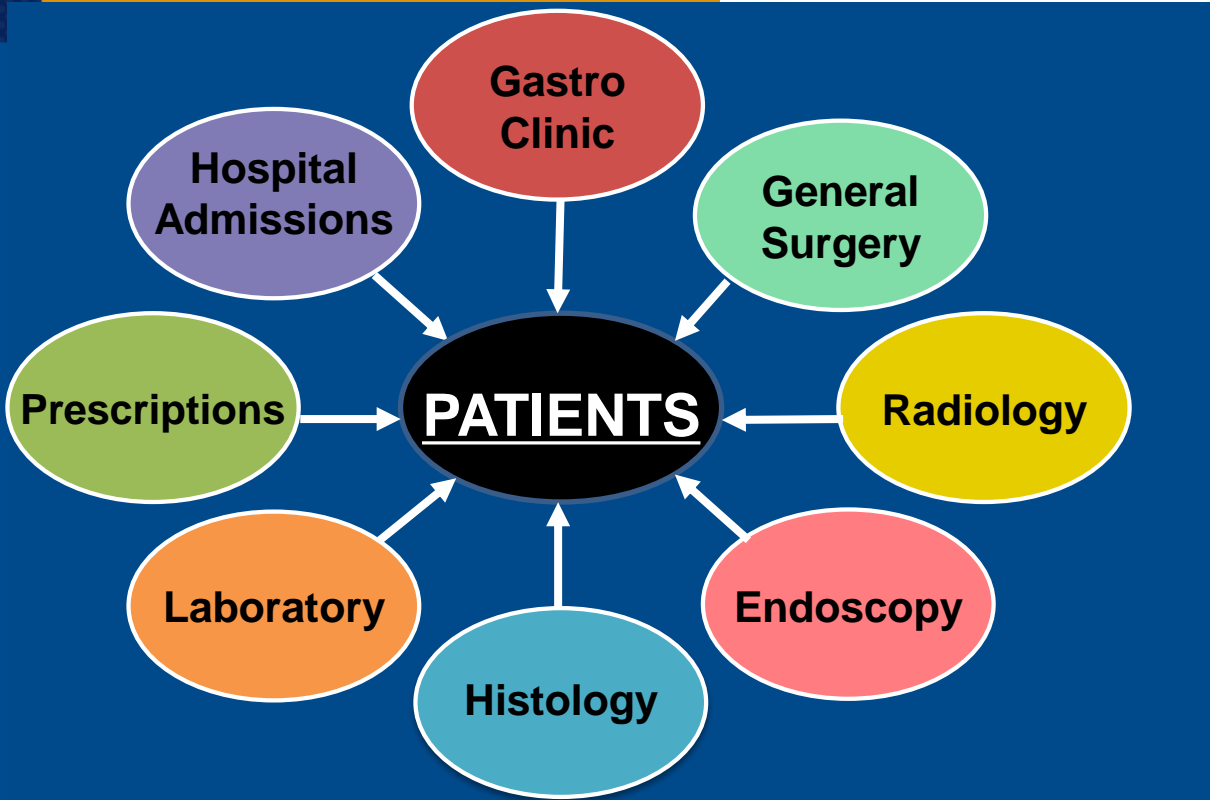 Gastro
Clinic
Hospital
Admissions
General
Surgery
Prescriptions
PATIENTS
Radiology
Laboratory
Endoscopy
Histology